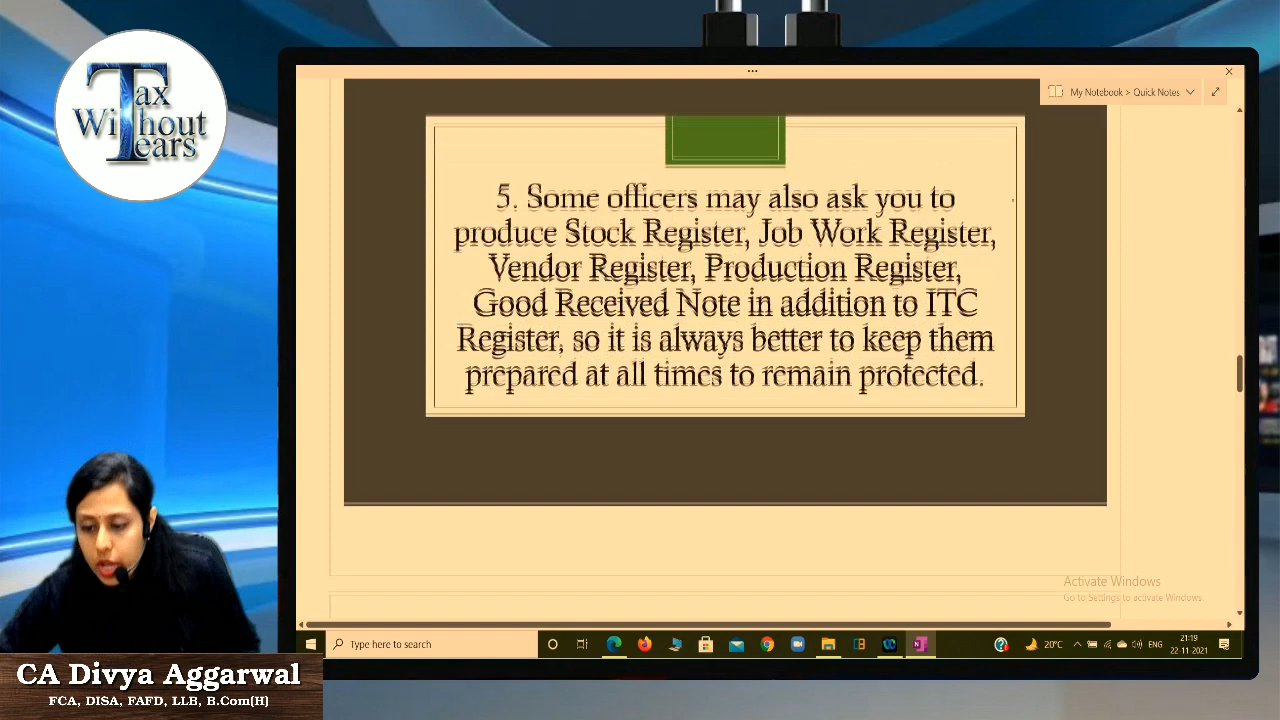 Tax
Without
Tears
My Notebook > Quick Notes
5. Some officers may also ask you to
produce Stock Register, Job Work Register,
Vendor Register, Production Register,
Good Received Note in addition to ITC
Register, so it is always better to keep them
prepared at all times to remain protected.
Activate Windows
Go to Settings to activate Windows.
Type here to search
20°C
ENG
21:19
22-11-2021
CA Divya Aggarwal
FCA, DISA, FAFD, LLB, B.Com(H)